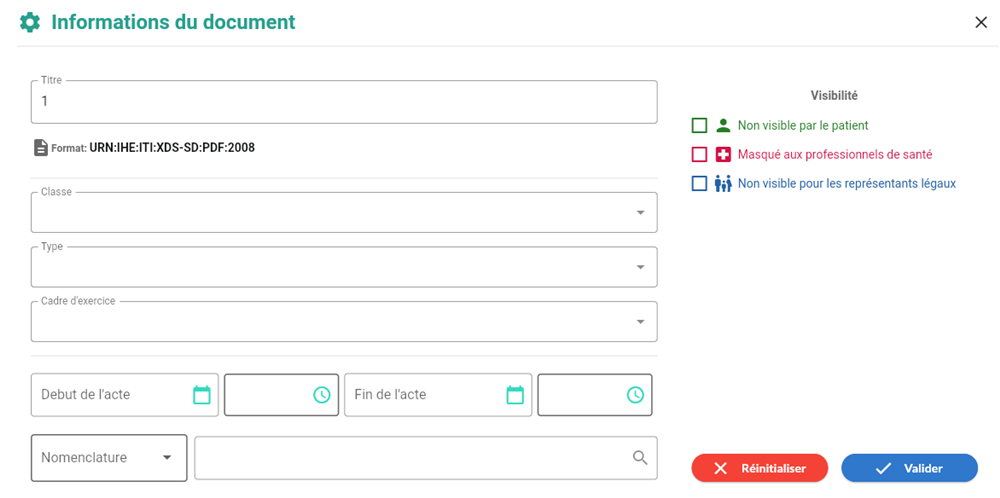 Informations du document
Titre
1
Format: URN:IHE:ITI:XDS-SD:PDF:2008
Classe
Type
Cadre d'exercice
Debut de l'acte
Fin de l'acte
Nomenclature
Visibilité
Non visible par le patient
Masqué aux professionnels de santé
Non visible pour les représentants légaux
Réinitialiser
Valider